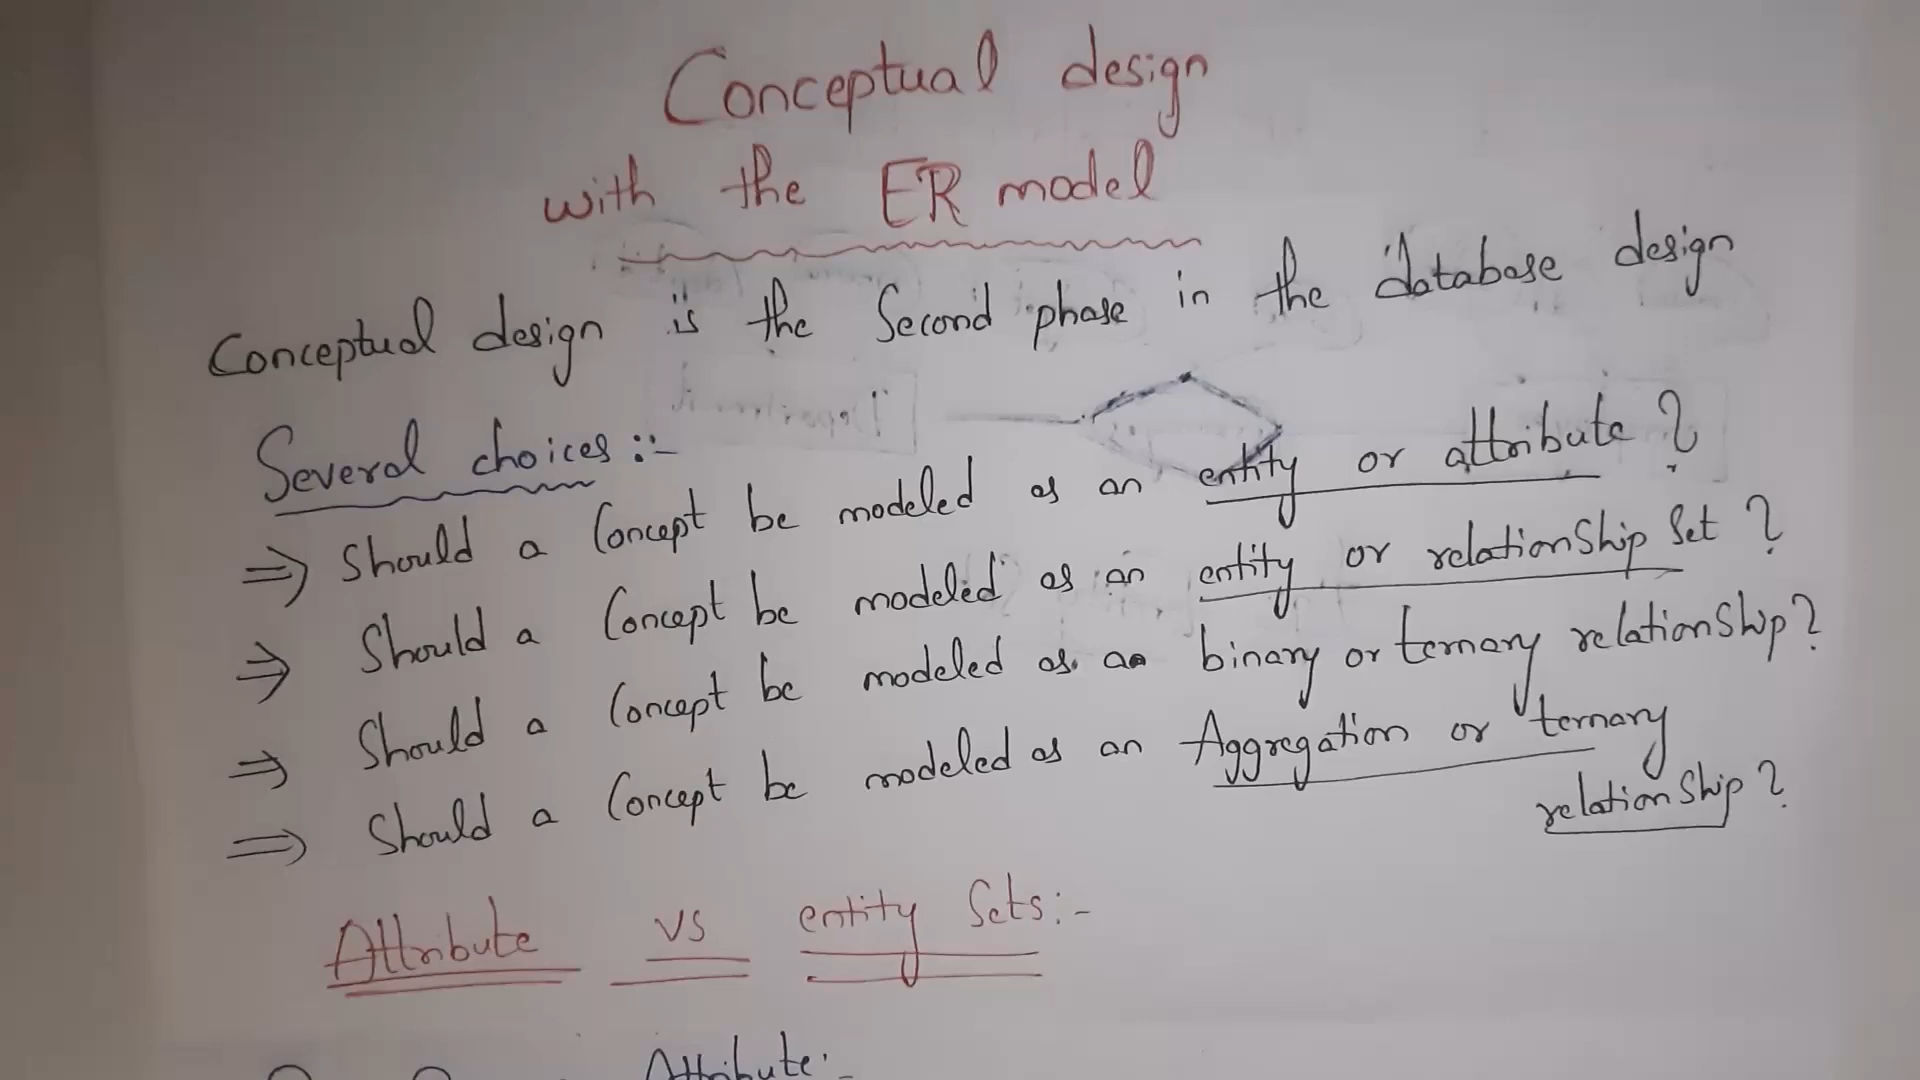 Conceptual design
with the ER model
Conceptual design is the Second phase in the database design
Several choices :-
⇒ Should a Concept be modeled as an entity or attribute ?
⇒ Should a Concept be modeled as an entity or relationShip Set ?
⇒ Should a Concept be modeled as a binary or ternary relationShip ?
⇒ Should a Concept be modeled as an Aggregation or ternary
relationShip ?
Attribute vs entity Sets :-
Attribute :-